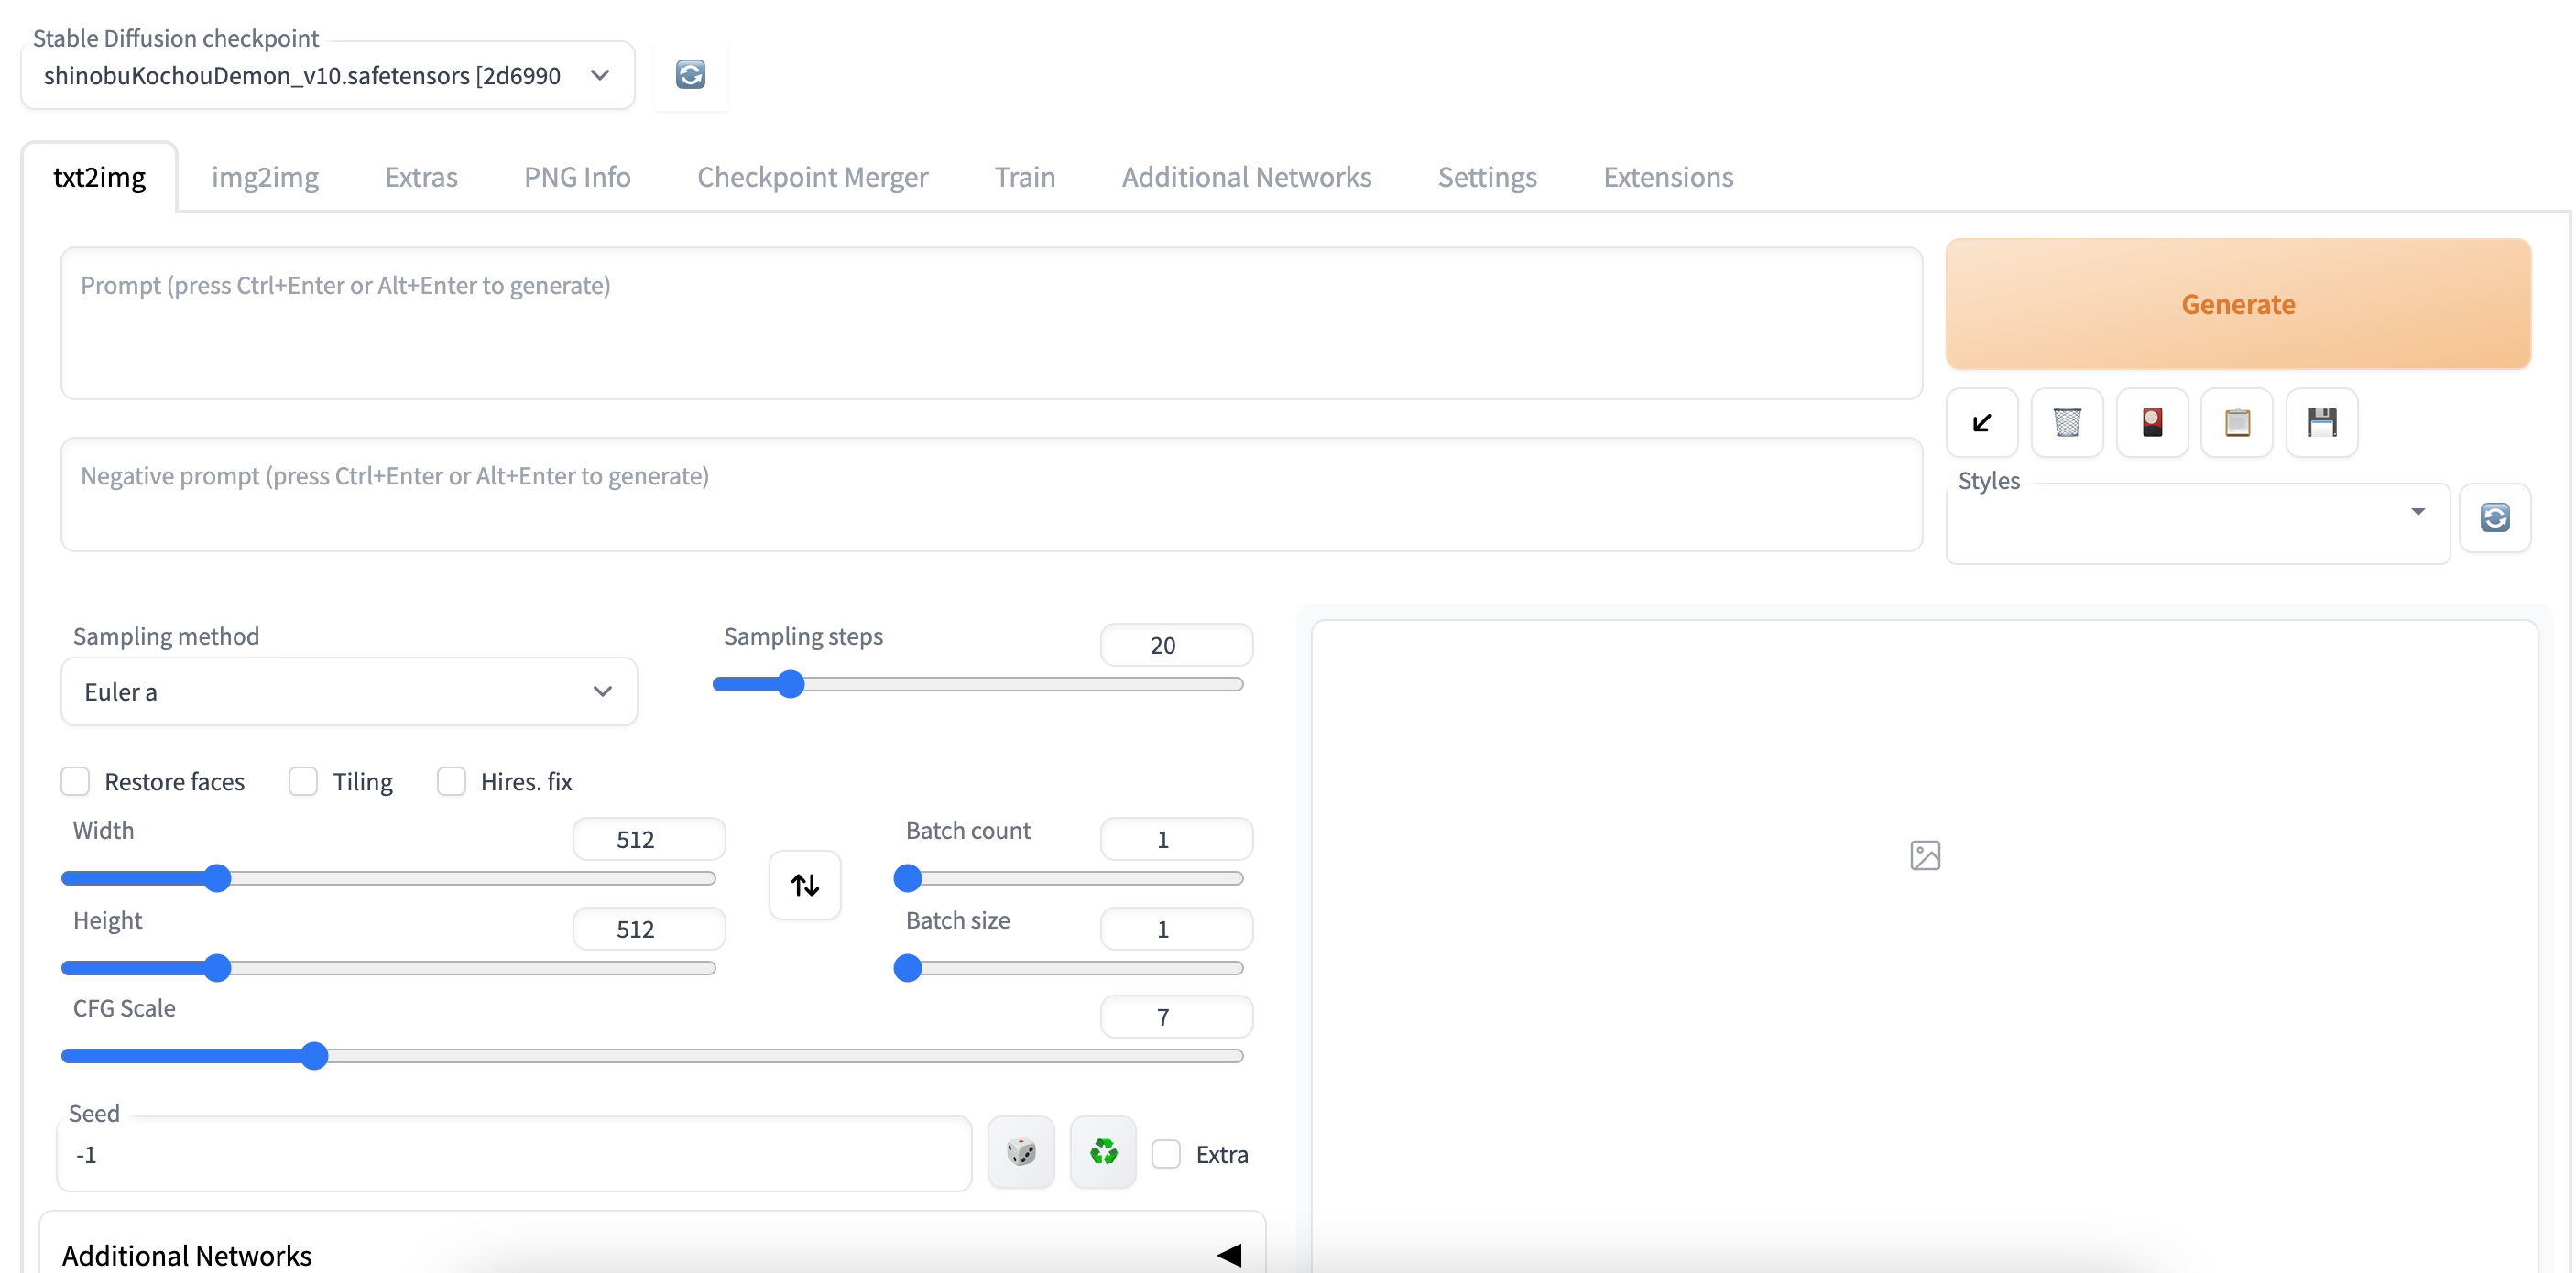 Stable Diffusion checkpoint
shinobuKochouDemon_v10.safetensors [2d6990
txt2img img2img Extras PNG Info Checkpoint Merger Train Additional Networks Settings Extensions
Prompt (press Ctrl+Enter or Alt+Enter to generate)
Generate
Negative prompt (press Ctrl+Enter or Alt+Enter to generate)
Styles
Sampling method
Euler a
Sampling steps
20
Restore faces Tiling Hires. fix
Width
512
Batch count
1
Height
512
Batch size
1
CFG Scale
7
Seed
-1
Extra
Additional Networks